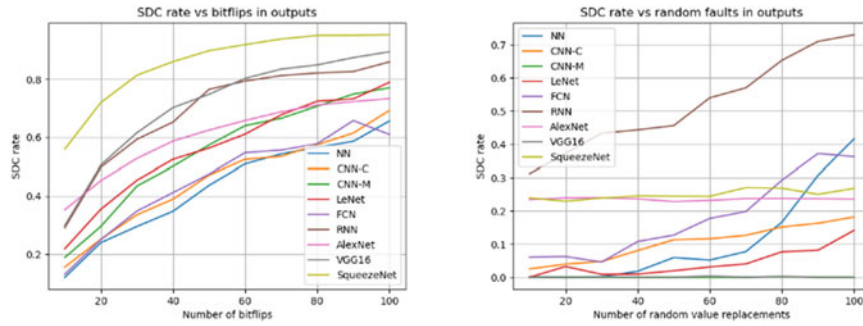 SDC rate vs bitflips in outputs
SDC rate
0.8
0.6
0.4
0.2
20
40
60
80
100
Number of bitflips
NN
CNN-C
CNN-M
LeNet
FCN
RNN
AlexNet
VGG16
SqueezeNet
SDC rate vs random faults in outputs
SDC rate
0.7
0.6
0.5
0.4
0.3
0.2
0.1
0.0
20
40
60
80
100
Number of random value replacements
NN
CNN-C
CNN-M
LeNet
FCN
RNN
AlexNet
VGG16
SqueezeNet